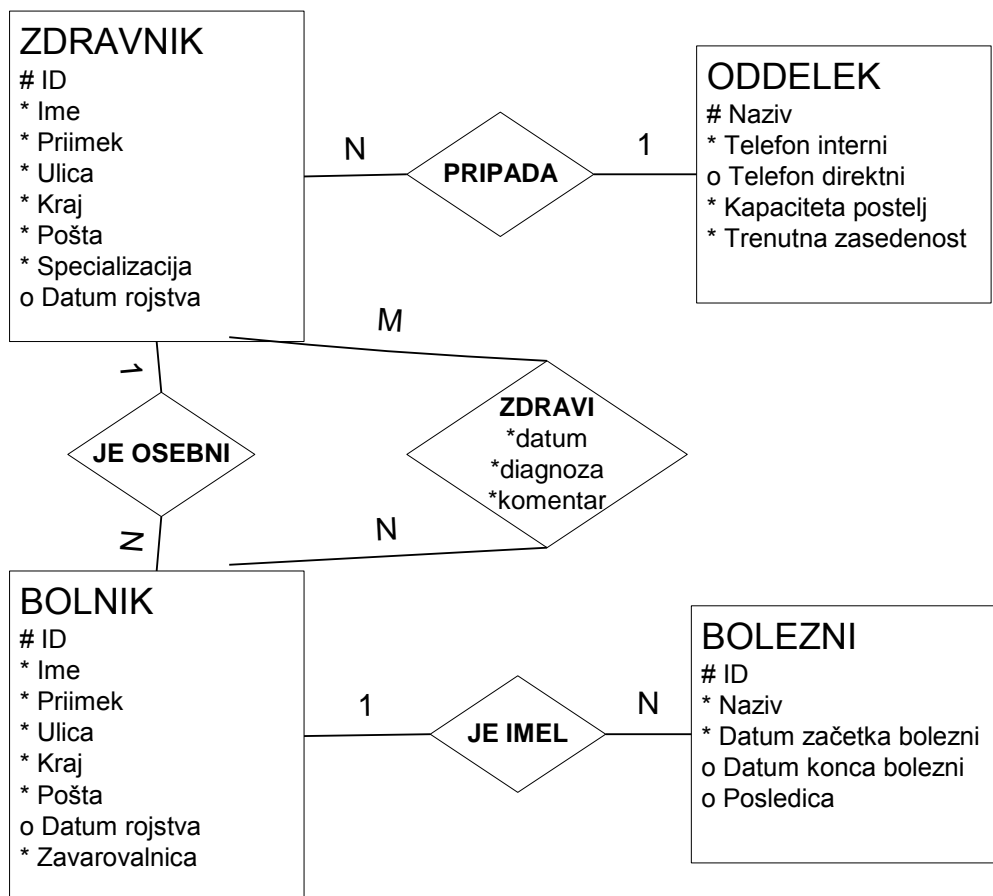 ZDRAVNIK
# ID
* Ime
* Priimek
* Ulica
* Kraj
* Pošta
* Specializacija
o Datum rojstva
N
PRIPADA
1
ODDELEK
# Naziv
* Telefon interni
o Telefon direktni
* Kapaciteta postelj
* Trenutna zasedenost
1
JE OSEBNI
N
M
ZDRAVI
*datum
*diagnoza
*komentar
N
BOLNIK
# ID
* Ime
* Priimek
* Ulica
* Kraj
* Pošta
o Datum rojstva
* Zavarovalnica
1
JE IMEL
N
BOLEZNI
# ID
* Naziv
* Datum začetka bolezni
o Datum konca bolezni
o Posledica